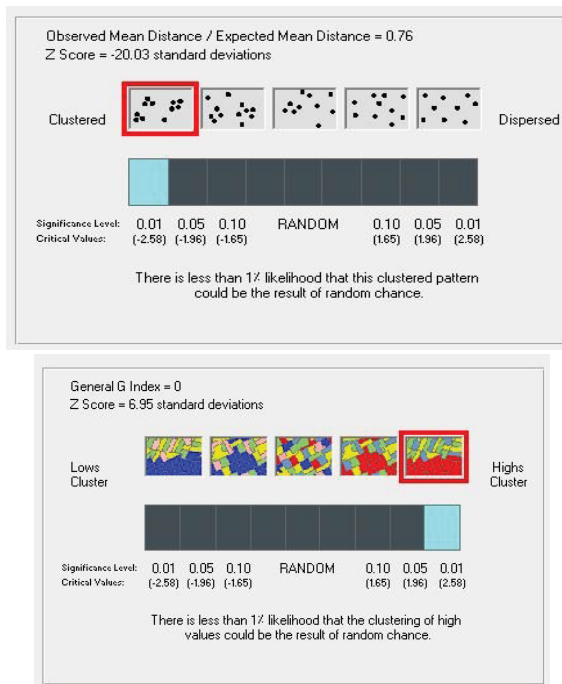 Observed Mean Distance / Expected Mean Distance = 0.76
Z Score = -20.03 standard deviations
Clustered
Dispersed
Significance Level: 0.01 0.05 0.10 RANDOM 0.10 0.05 0.01
Critical Values: (-2.58) (-1.96) (-1.65) (1.65) (1.96) (2.58)
There is less than 1% likelihood that this clustered pattern
could be the result of random chance.
General G Index = 0
Z Score = 6.95 standard deviations
Lows
Cluster
Highs
Cluster
Significance Level: 0.01 0.05 0.10 RANDOM 0.10 0.05 0.01
Critical Values: (-2.58) (-1.96) (-1.65) (1.65) (1.96) (2.58)
There is less than 1% likelihood that the clustering of high
values could be the result of random chance.